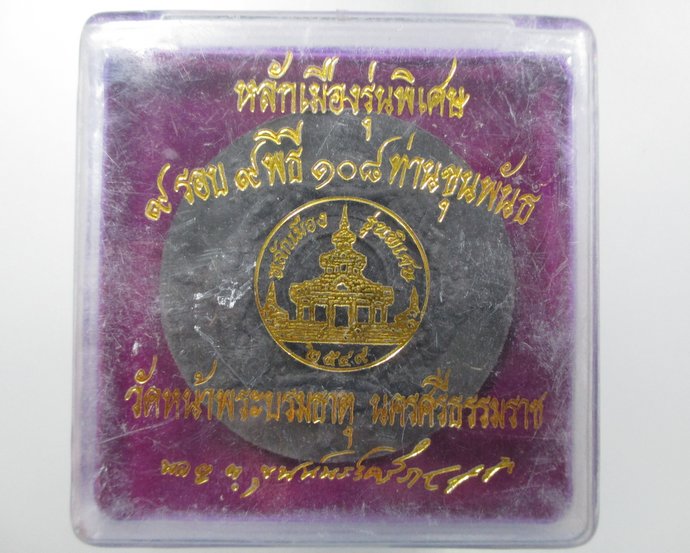 หลักเมืองรุ่นพิเศษ
๙ รอบ ๙ พิธี ๑๐๘ ท่านขุนพันธ์
หลักเมือง รุ่นพิเศษ
๒๕๔๙
วัดหน้าพระบรมธาตุ นครศรีธรรมราช